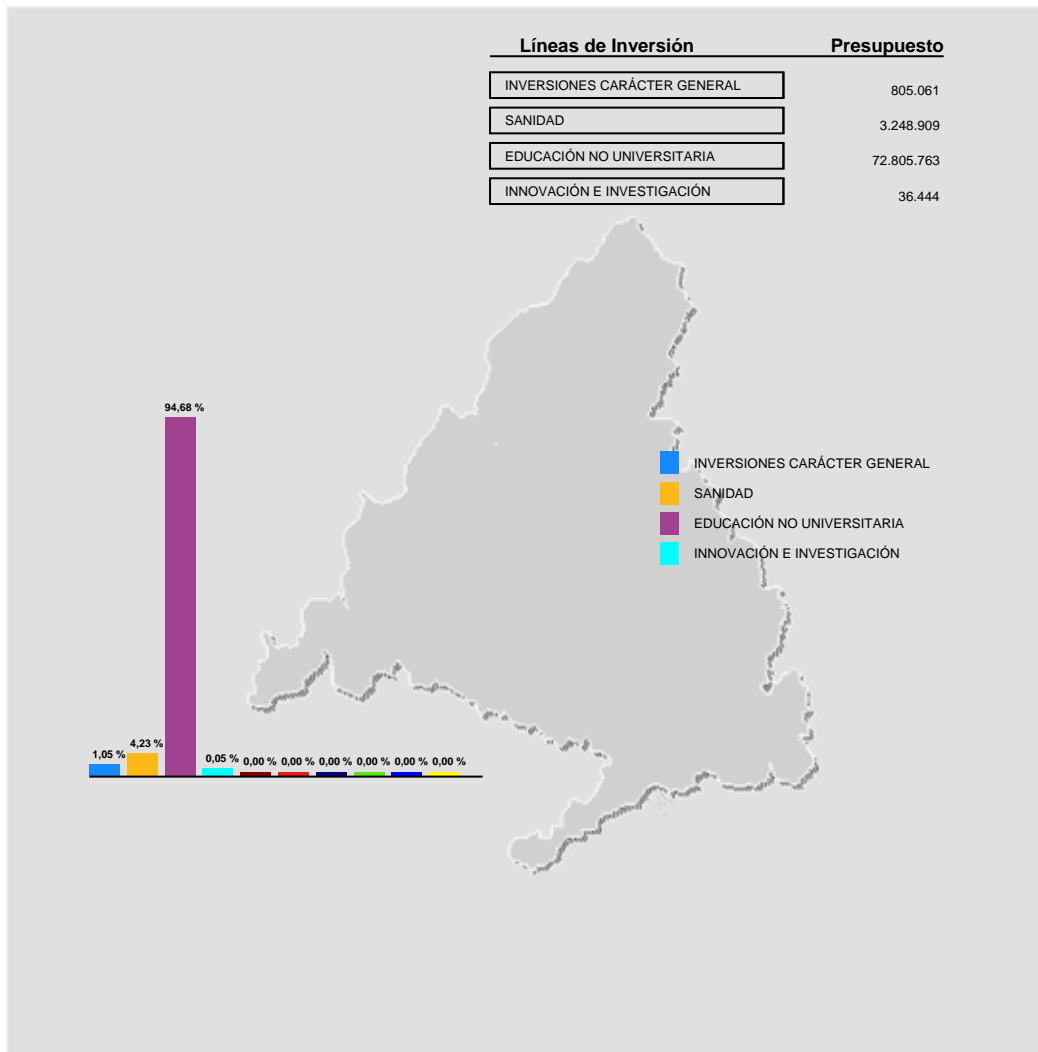 Líneas de Inversión Presupuesto
INVERSIONES CARÁCTER GENERAL 805.061
SANIDAD 3.248.909
EDUCACIÓN NO UNIVERSITARIA 72.805.763
INNOVACIÓN E INVESTIGACIÓN 36.444
94,68 %
INVERSIONES CARÁCTER GENERAL
SANIDAD
EDUCACIÓN NO UNIVERSITARIA
INNOVACIÓN E INVESTIGACIÓN
1,05 % 4,23 % 0,05 % 0,00 % 0,00 % 0,00 % 0,00 % 0,00 % 0,00 %